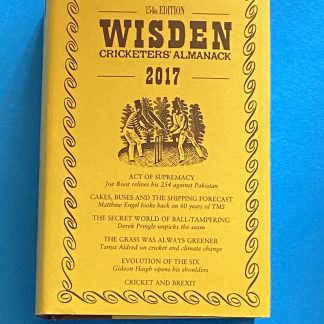 154th EDITION
WISDEN
CRICKETERS' ALMANACK
2017
ACT OF SUPREMACY
Joe Root relives his 254 against Pakistan
CAKES, BUSES AND THE SHIPPING FORECAST
Matthew Engel looks back on 60 years of TMS
THE SECRET WORLD OF BALL-TAMPERING
Derek Pringle unpicks the seam
THE GRASS WAS ALWAYS GREENER
Tanya Aldred on cricket and climate change
EVOLUTION OF THE SIX
Gideon Haigh opens his shoulders
CRICKET AND BREXIT